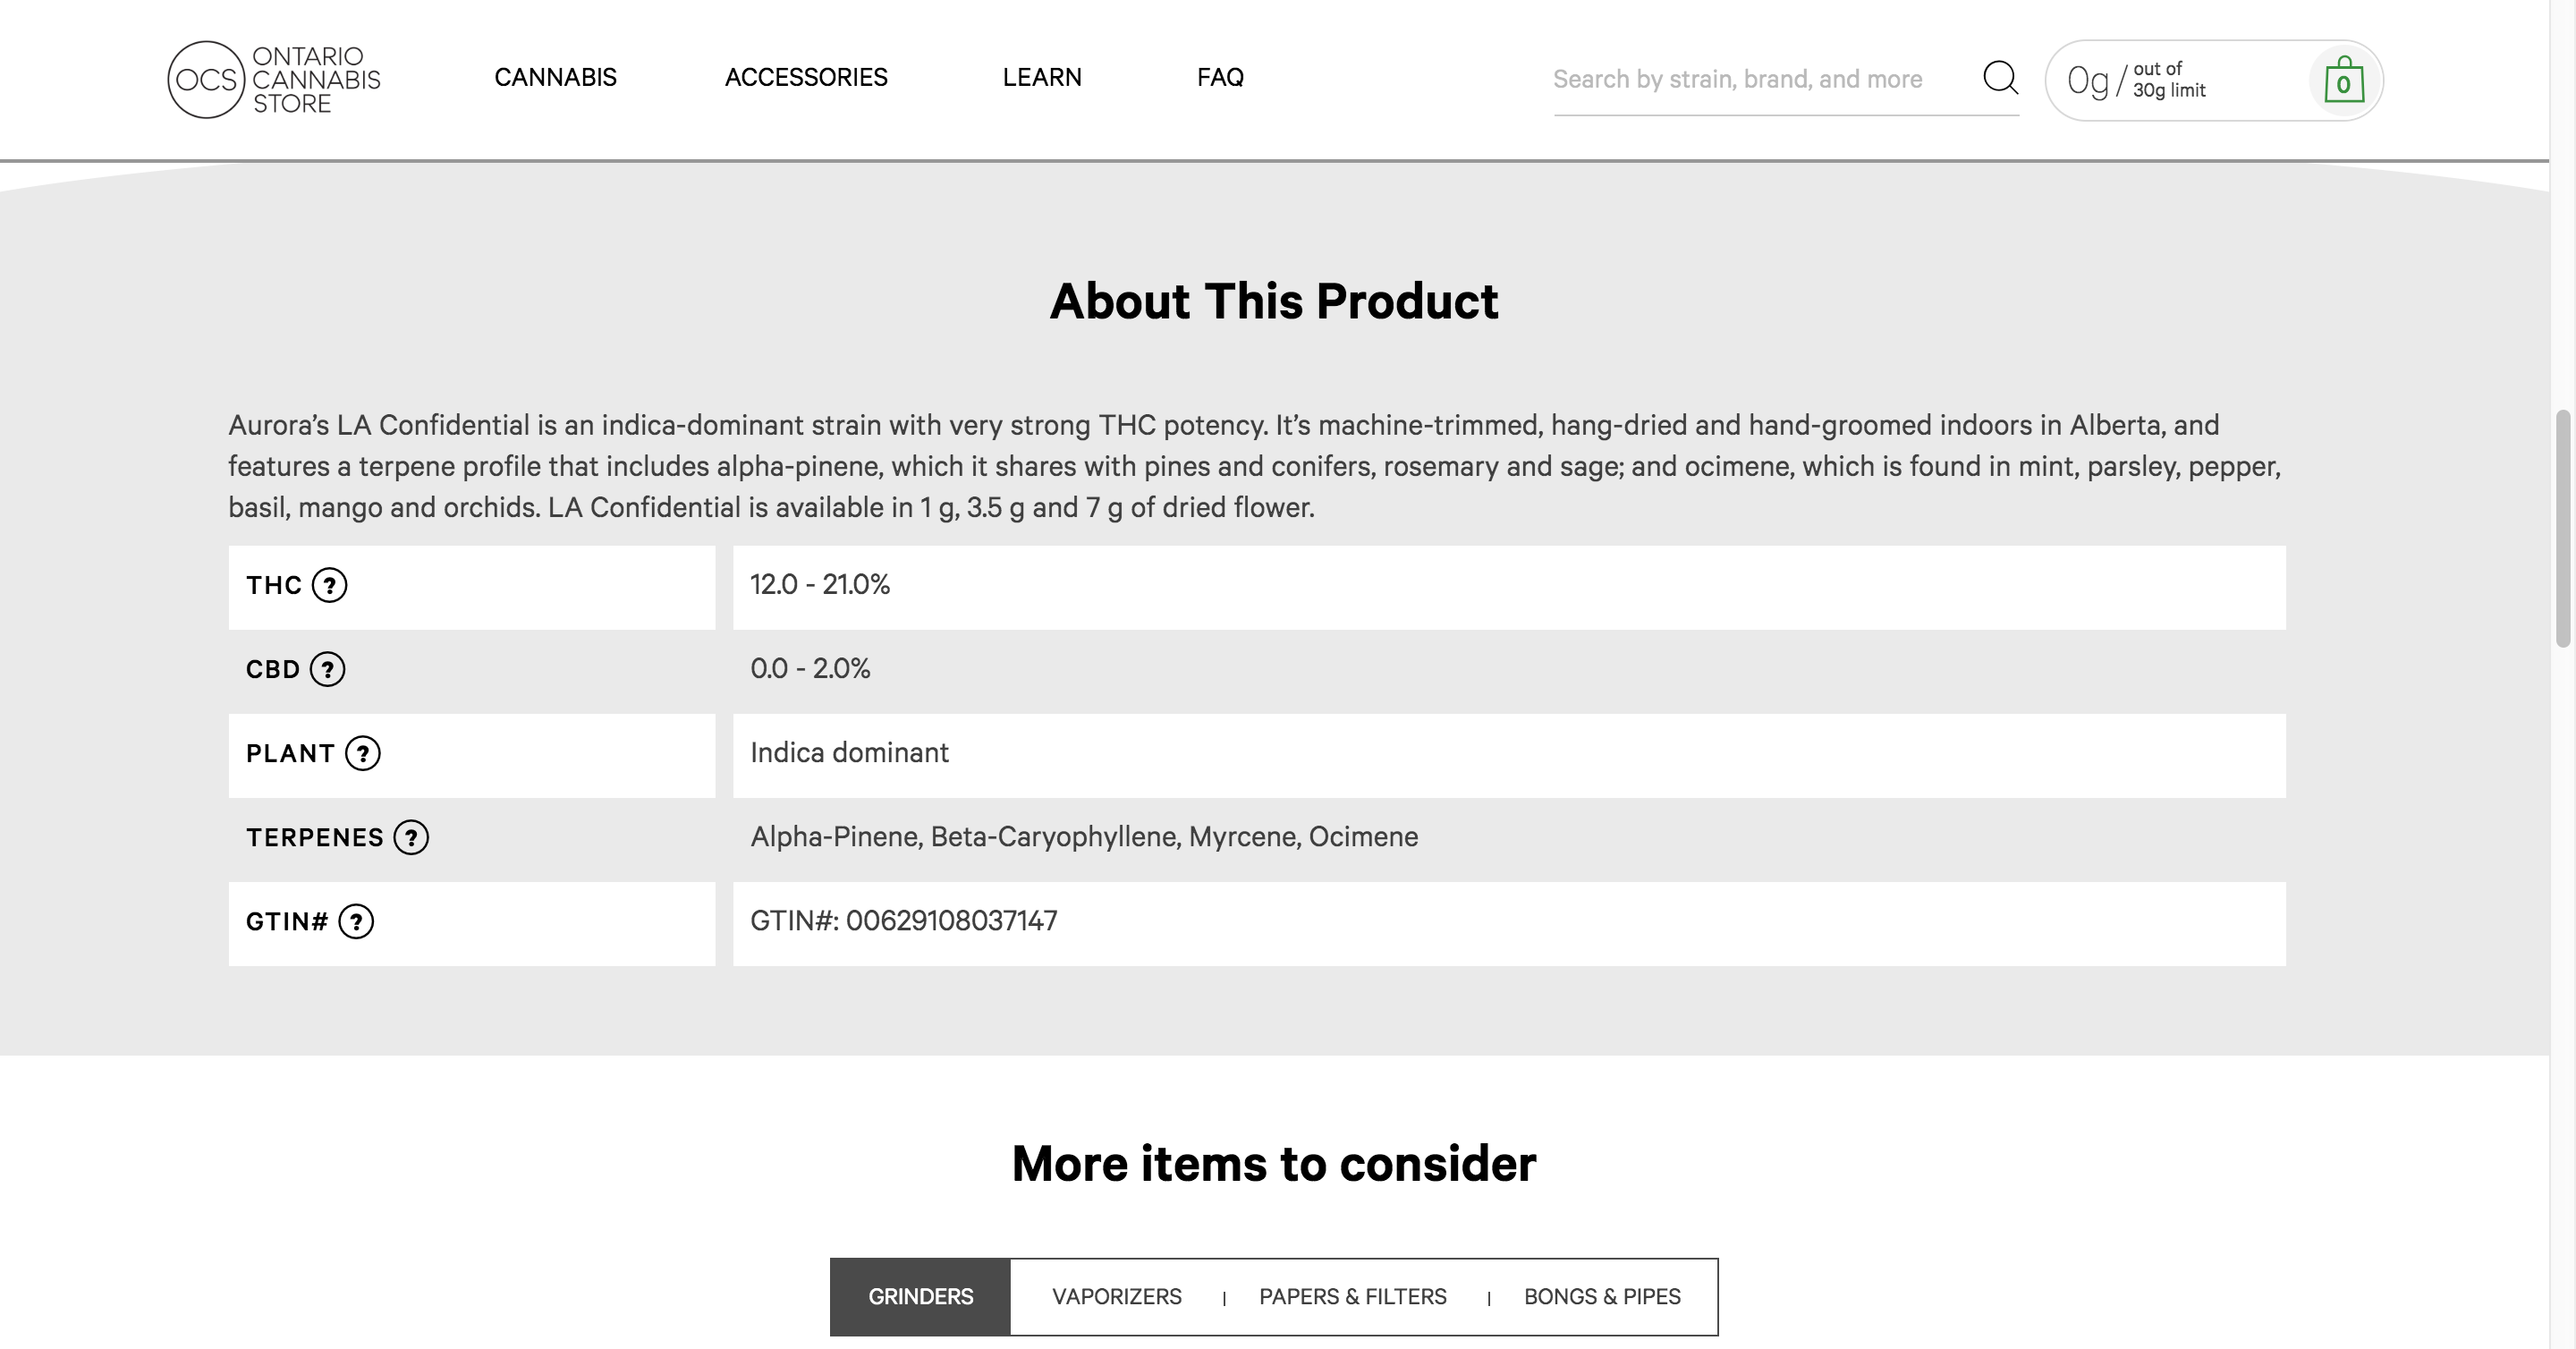 OCS
ONTARIO
CANNABIS
STORE
CANNABIS
ACCESSORIES
LEARN
FAQ
Search by strain, brand, and more
0g / out of
30g limit
0
About This Product
Aurora’s LA Confidential is an indica-dominant strain with very strong THC potency. It’s machine-trimmed, hang-dried and hand-groomed indoors in Alberta, and
features a terpene profile that includes alpha-pinene, which it shares with pines and conifers, rosemary and sage; and ocimene, which is found in mint, parsley, pepper,
basil, mango and orchids. LA Confidential is available in 1 g, 3.5 g and 7 g of dried flower.
THC ? 12.0 - 21.0%
CBD ? 0.0 - 2.0%
PLANT ? Indica dominant
TERPENES ? Alpha-Pinene, Beta-Caryophyllene, Myrcene, Ocimene
GTIN# ? GTIN#: 00629108037147
More items to consider
GRINDERS VAPORIZERS | PAPERS & FILTERS | BONGS & PIPES